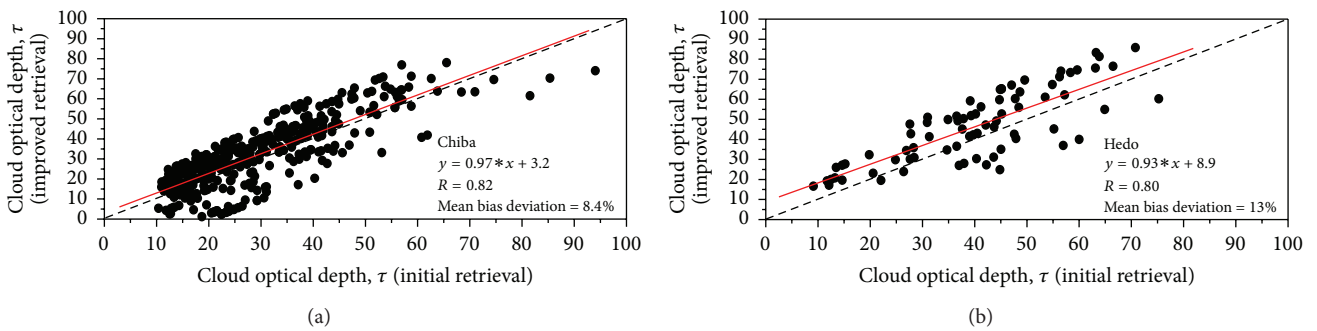 100
90
80
70
60
50
40
30
20
10
0
Cloud optical depth, τ
(improved retrieval)
Chiba
y = 0.97∗x + 3.2
R = 0.82
Mean bias deviation = 8.4%
0 10 20 30 40 50 60 70 80 90 100
Cloud optical depth, τ (initial retrieval)
(a)
100
90
80
70
60
50
40
30
20
10
0
Cloud optical depth, τ
(improved retrieval)
Hedo
y = 0.93∗x + 8.9
R = 0.80
Mean bias deviation = 13%
0 10 20 30 40 50 60 70 80 90 100
Cloud optical depth, τ (initial retrieval)
(b)